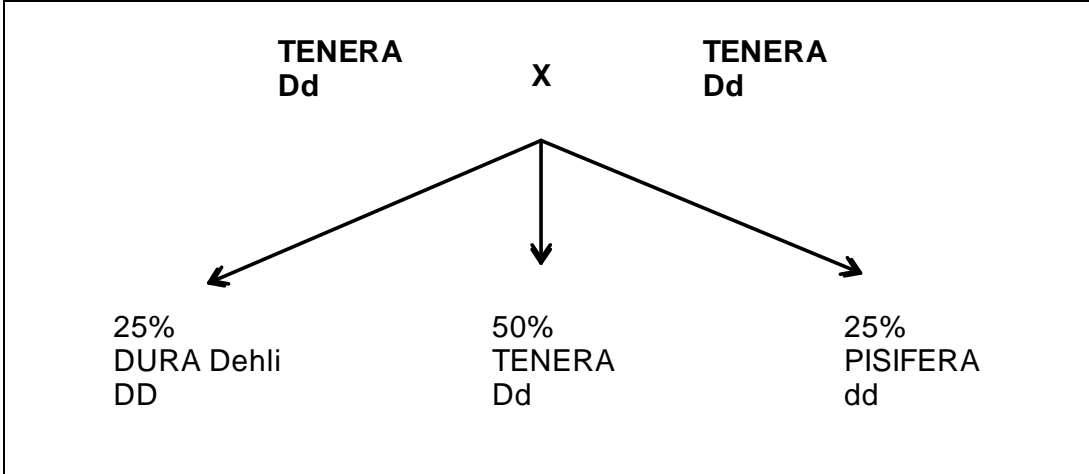 TENERA
Dd
X
TENERA
Dd
25%
DURA Dehli
DD
50%
TENERA
Dd
25%
PISIFERA
dd